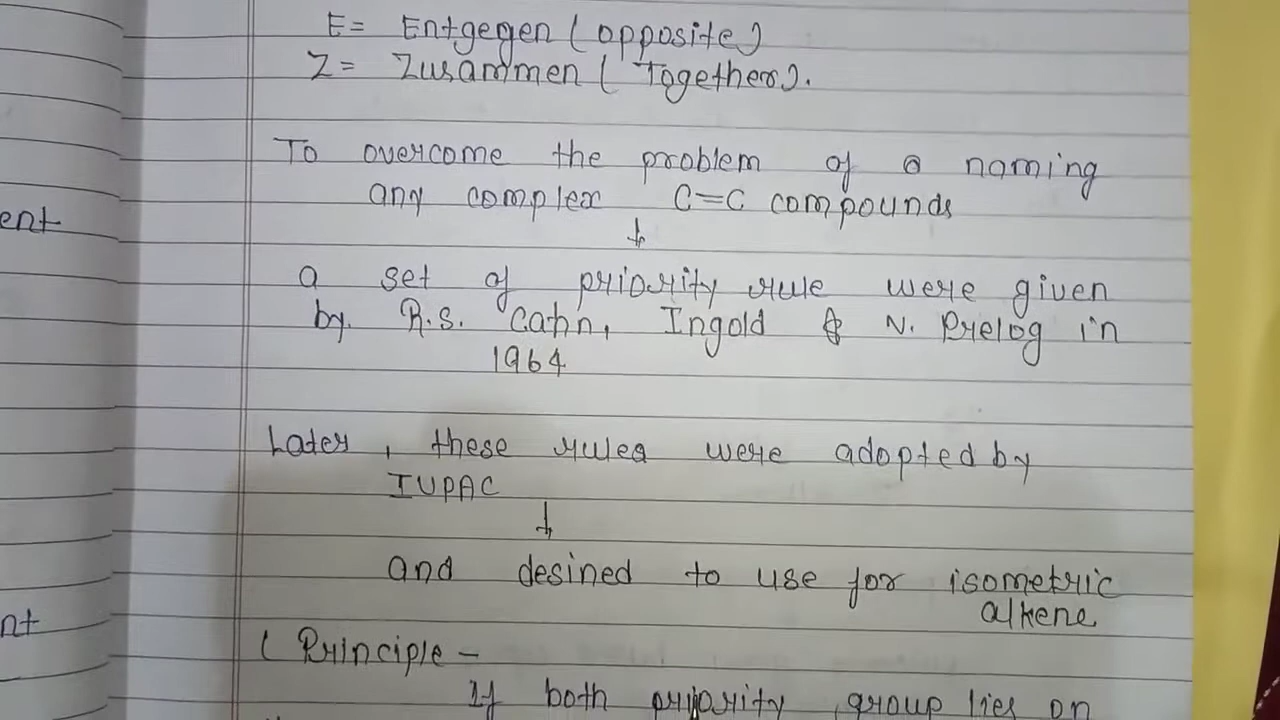 E = Entgegen ( opposite )
Z = Zusammen ( Together ).
To overcome the problem of a naming
any complex C=C compounds
ent
↓
a set of priority rule were given
by. R.S. Cahn, Ingold & N. Prelog in
1964
Later, these rules were adopted by
IUPAC
↓
and desined to use for isometric
alkene
nt
( Principle -
If both priority group lies on